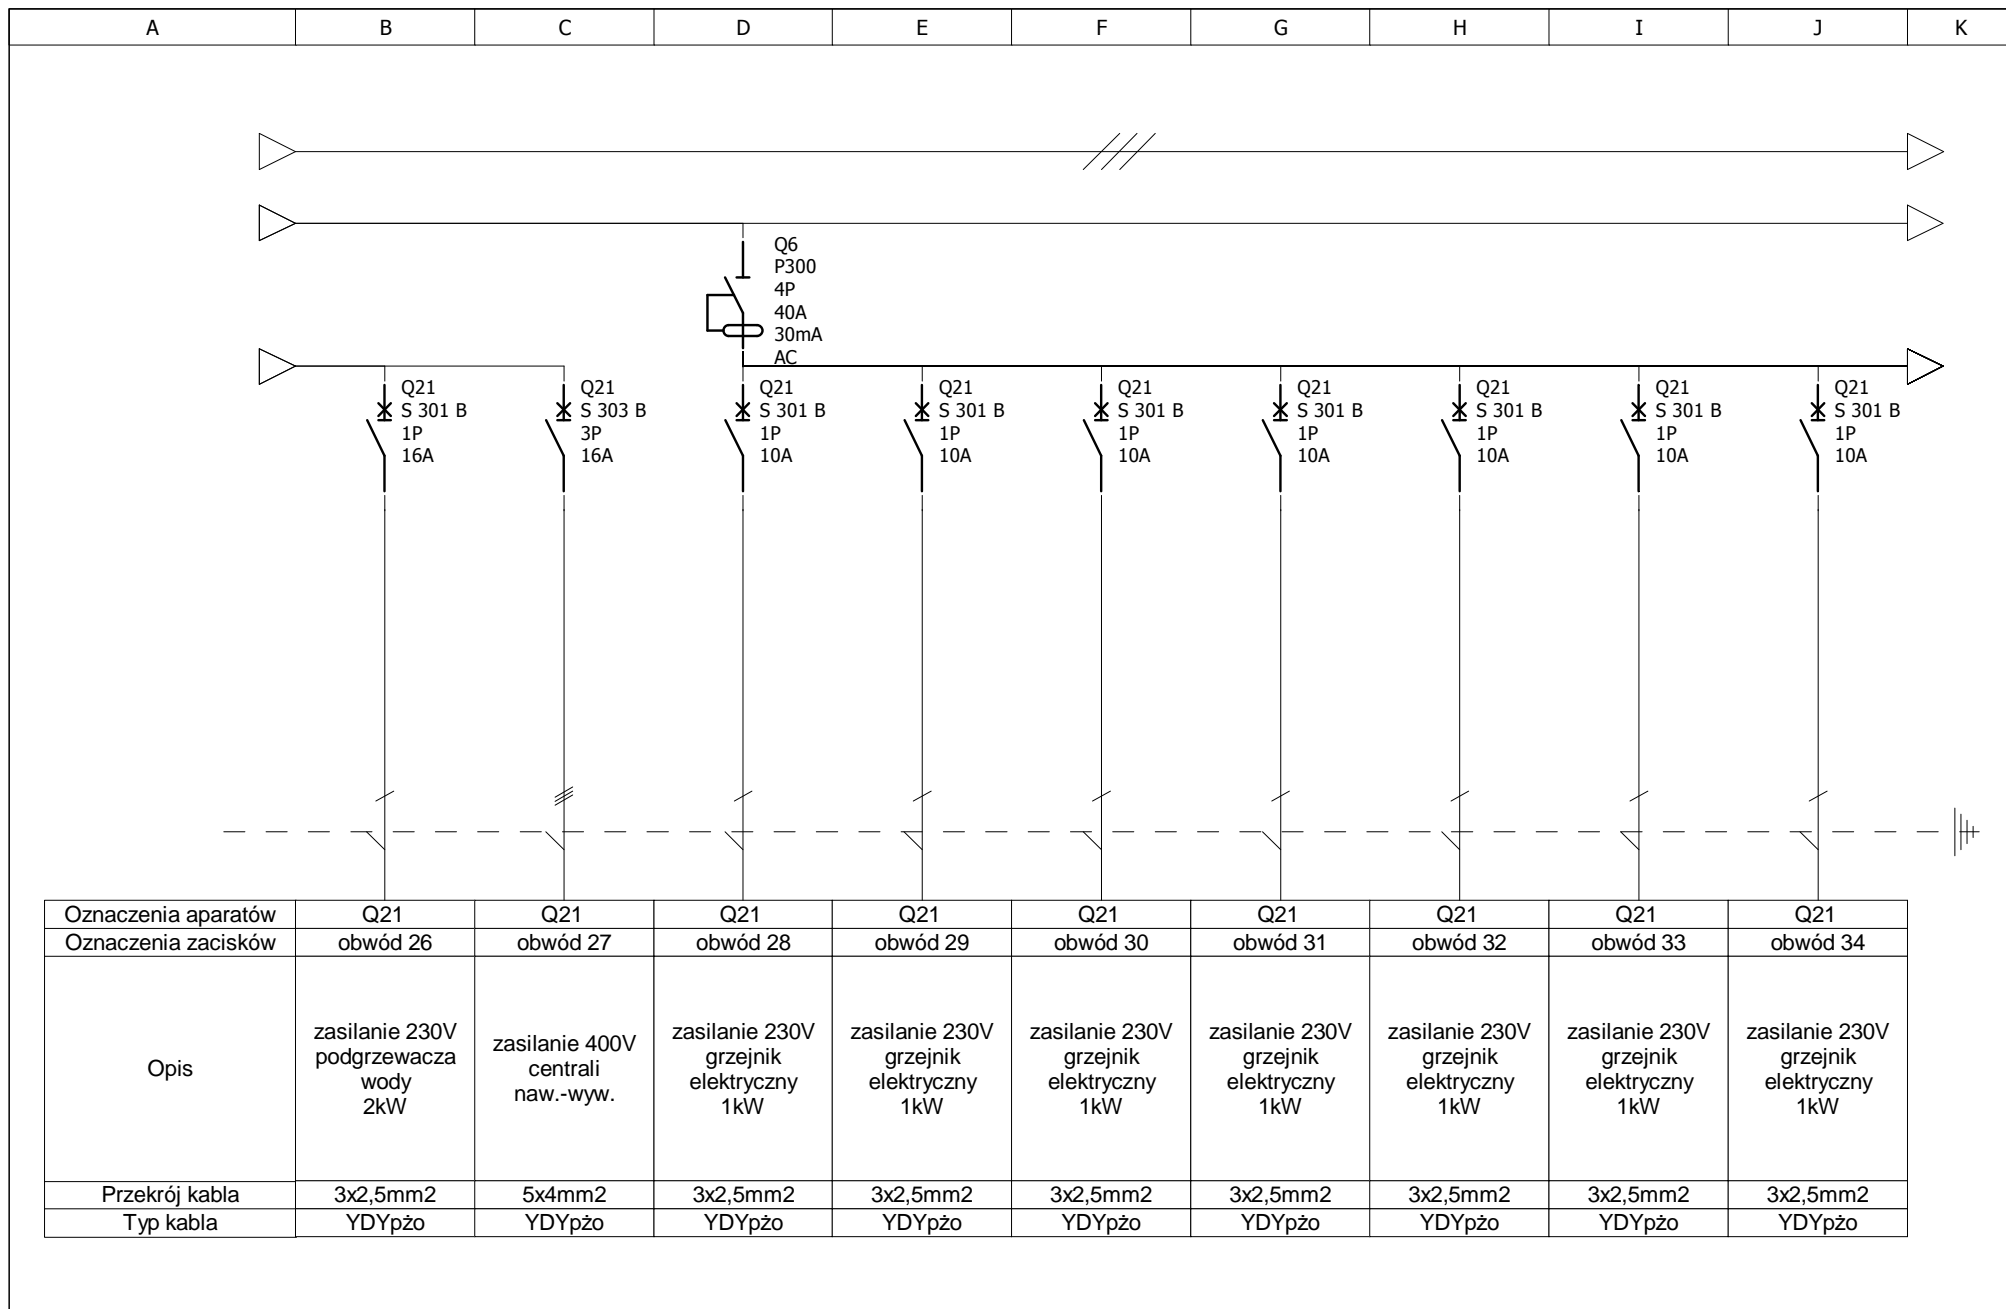 A B C D E F G H I J K
Q6
P300
4P
40A
30mA
AC
Q21 Q21 Q21 Q21 Q21 Q21 Q21 Q21 Q21
S 301 B S 303 B S 301 B S 301 B S 301 B S 301 B S 301 B S 301 B S 301 B
1P 3P 1P 1P 1P 1P 1P 1P 1P
16A 16A 10A 10A 10A 10A 10A 10A 10A
Oznaczenia aparatów Q21 Q21 Q21 Q21 Q21 Q21 Q21 Q21 Q21
Oznaczenia zacisków obwód 26 obwód 27 obwód 28 obwód 29 obwód 30 obwód 31 obwód 32 obwód 33 obwód 34
Opis
zasilanie 230V
podgrzewacza
wody
2kW
zasilanie 400V
centrali
naw.-wyw.
zasilanie 230V
grzejnik
elektryczny
1kW
zasilanie 230V
grzejnik
elektryczny
1kW
zasilanie 230V
grzejnik
elektryczny
1kW
zasilanie 230V
grzejnik
elektryczny
1kW
zasilanie 230V
grzejnik
elektryczny
1kW
zasilanie 230V
grzejnik
elektryczny
1kW
zasilanie 230V
grzejnik
elektryczny
1kW
Przekrój kabla 3x2,5mm2 5x4mm2 3x2,5mm2 3x2,5mm2 3x2,5mm2 3x2,5mm2 3x2,5mm2 3x2,5mm2 3x2,5mm2
Typ kabla YDYpżo YDYpżo YDYpżo YDYpżo YDYpżo YDYpżo YDYpżo YDYpżo YDYpżo